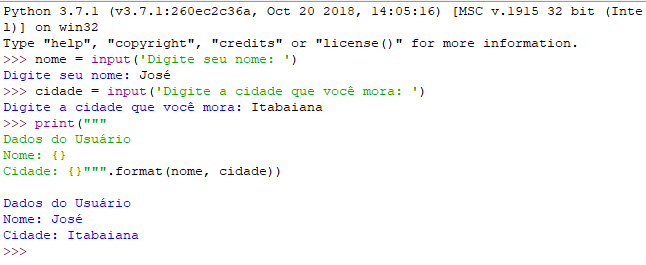 Python 3.7.1 (v3.7.1:260ec2c36a, Oct 20 2018, 14:05:16) [MSC v.1915 32 bit (Inte
l)] on win32
Type "help", "copyright", "credits" or "license()" for more information.
>>> nome = input('Digite seu nome: ')
Digite seu nome: José
>>> cidade = input('Digite a cidade que você mora: ')
Digite a cidade que você mora: Itabaiana
>>> print("""
Dados do Usuário
Nome: {}
Cidade: {}""".format(nome, cidade))

Dados do Usuário
Nome: José
Cidade: Itabaiana
>>>